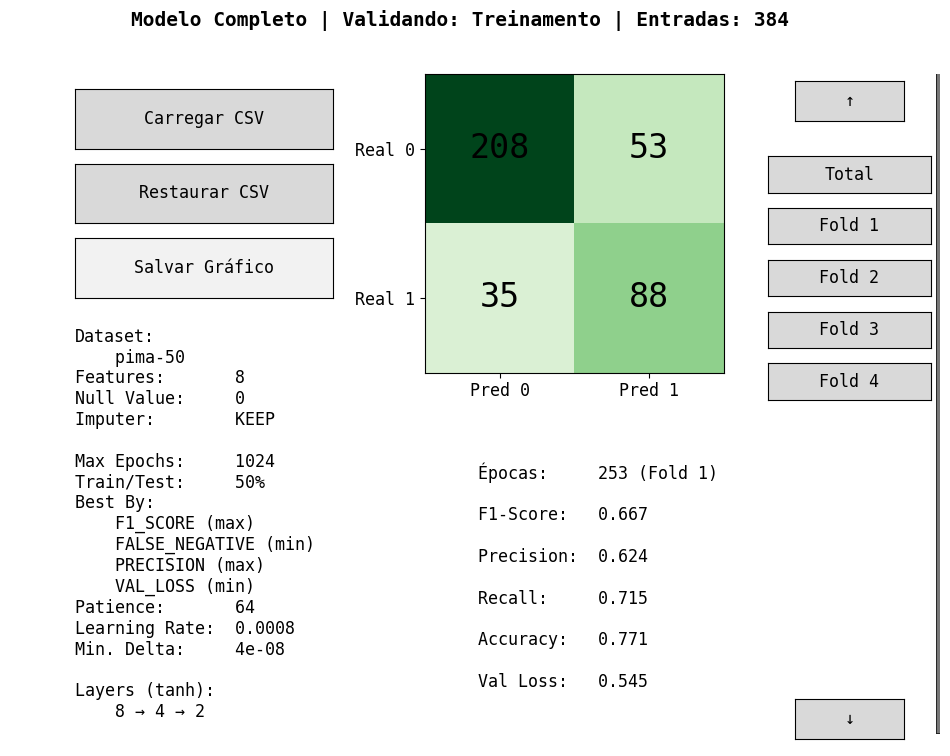 Modelo Completo | Validando: Treinamento | Entradas: 384
Carregar CSV
Restaurar CSV
Salvar Gráfico
Dataset:
    pima-50
Features:       8
Null Value:     0
Imputer:        KEEP
Max Epochs:     1024
Train/Test:     50%
Best By:
    F1_SCORE (max)
    FALSE_NEGATIVE (min)
    PRECISION (max)
    VAL_LOSS (min)
Patience:       64
Learning Rate:  0.0008
Min. Delta:     4e-08
Layers (tanh):
    8 → 4 → 2
Real 0
208 53
Real 1
35 88
Pred 0 Pred 1
Épocas:     253 (Fold 1)
F1-Score:   0.667
Precision:  0.624
Recall:     0.715
Accuracy:   0.771
Val Loss:   0.545
↑
Total
Fold 1
Fold 2
Fold 3
Fold 4
↓